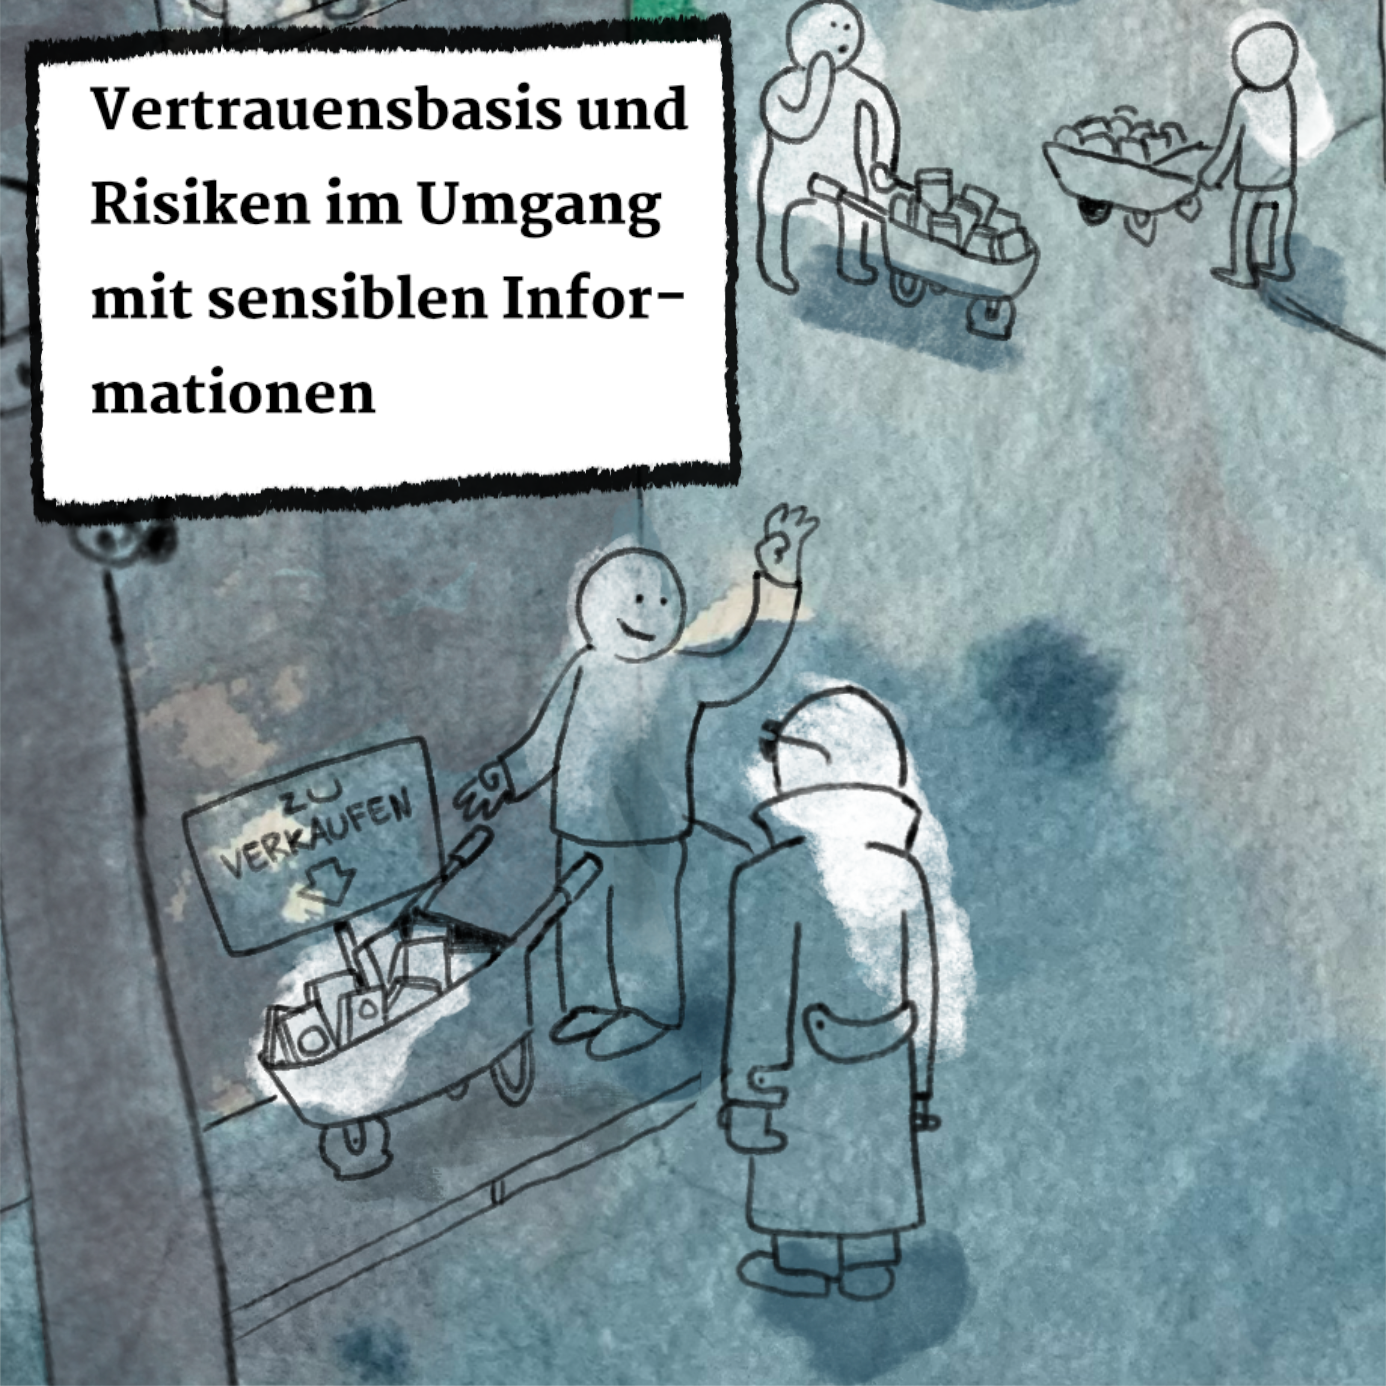 Vertrauensbasis und
Risiken im Umgang
mit sensiblen Infor-
mationen
ZU
VERKAUFEN